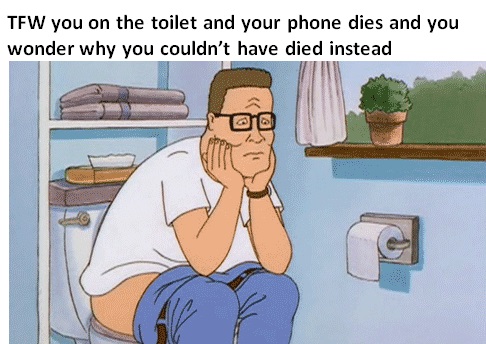 TFW you on the toilet and your phone dies and you
wonder why you couldn’t have died instead